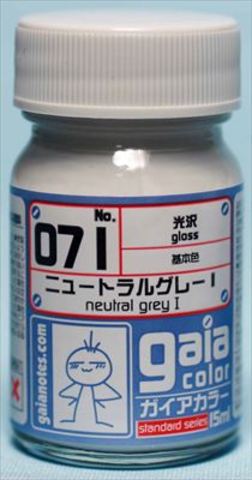 No.
071
光沢
gloss
基本色
ニュートラルグレー I
neutral grey I
gaianotes.com
gaia
color
ガイアカラー
standard series
15ml